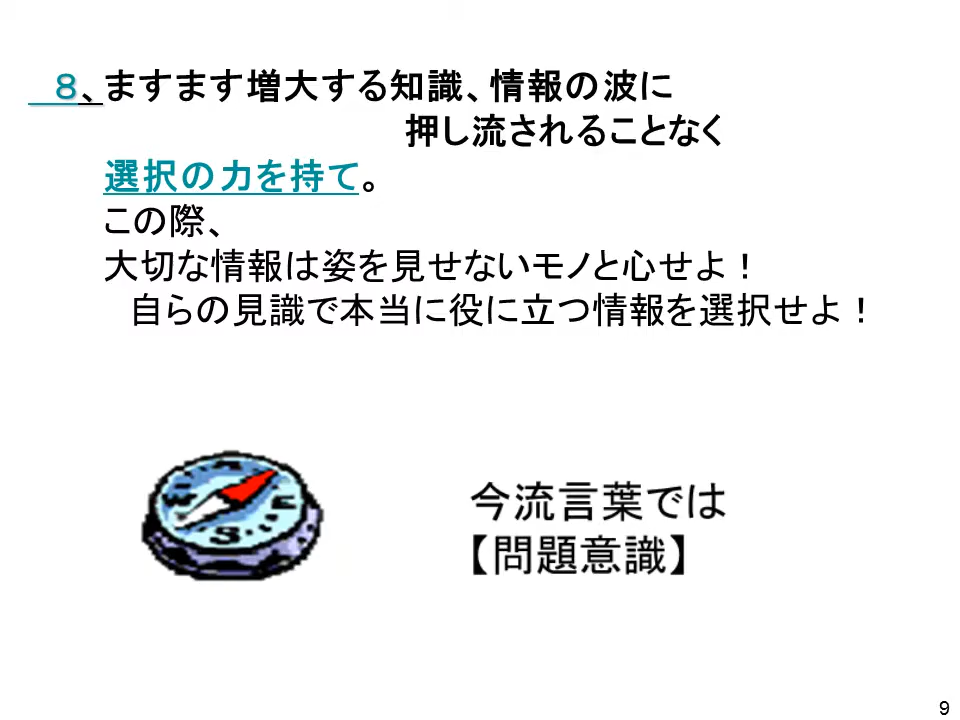 ８、ますます増大する知識、情報の波に
押し流されることなく
選択の力を持て。
この際、
大切な情報は姿を見せないモノと心せよ！
自らの見識で本当に役に立つ情報を選択せよ！
今流言葉では
【問題意識】
W
S
9